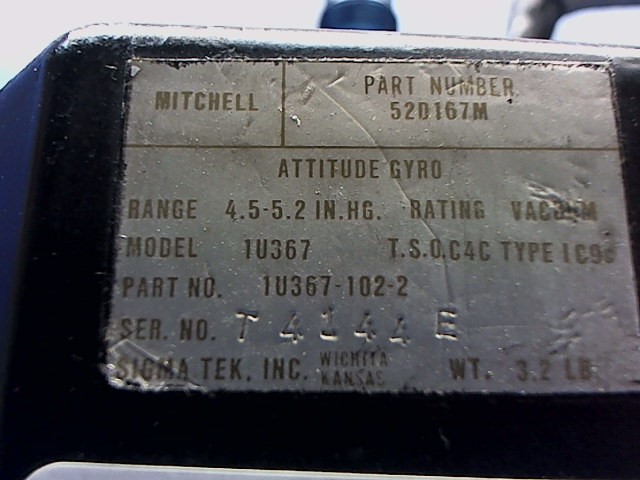 MITCHELL
PART NUMBER
52D167M
ATTITUDE GYRO
RANGE 4.5-5.2 IN.HG. RATING VACUUM
MODEL 1U367 T.S.O.C4C TYPE
PART NO. 1U367-102-2
SER. NO. T4144E
SIGMA TEK, INC. WICHITA KANSAS WT. 3.2 LB